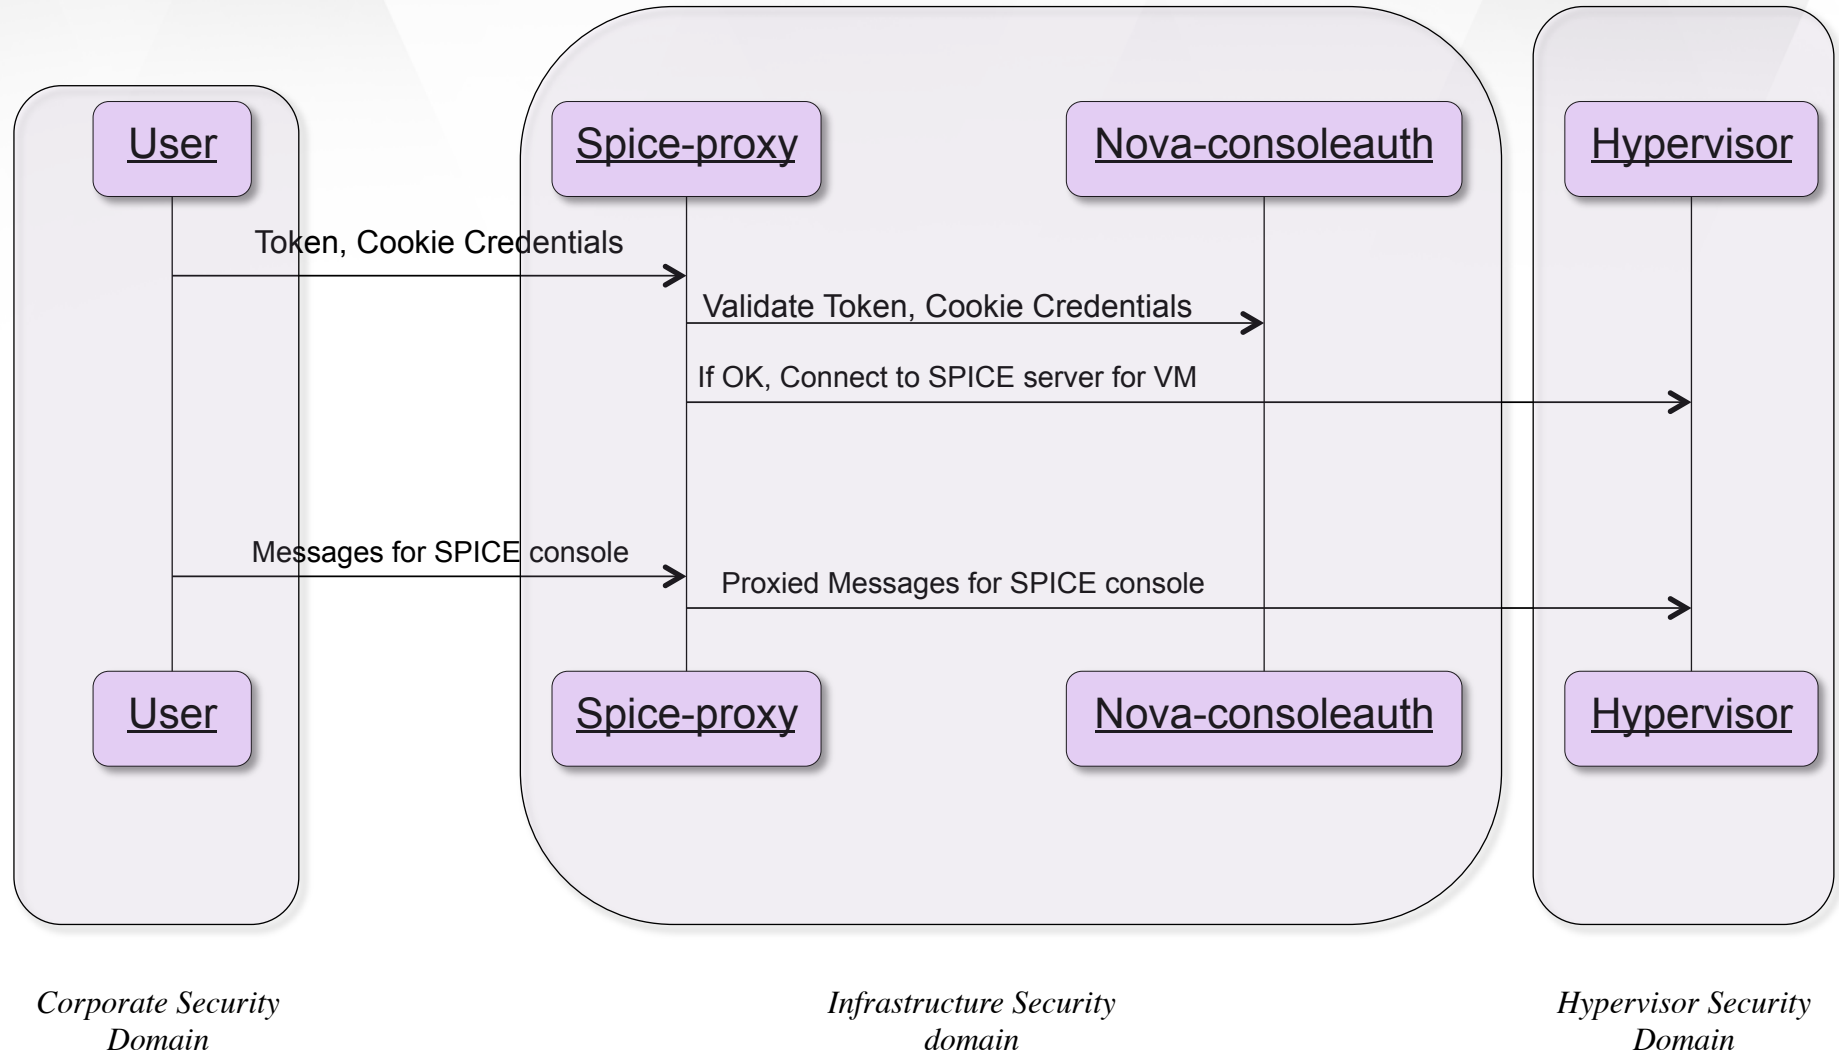 User
Spice-proxy
Nova-consoleauth
Hypervisor
Token, Cookie Credentials
Validate Token, Cookie Credentials
If OK, Connect to SPICE server for VM
Messages for SPICE console
Proxied Messages for SPICE console
User
Spice-proxy
Nova-consoleauth
Hypervisor
Corporate Security
Domain
Infrastructure Security
domain
Hypervisor Security
Domain